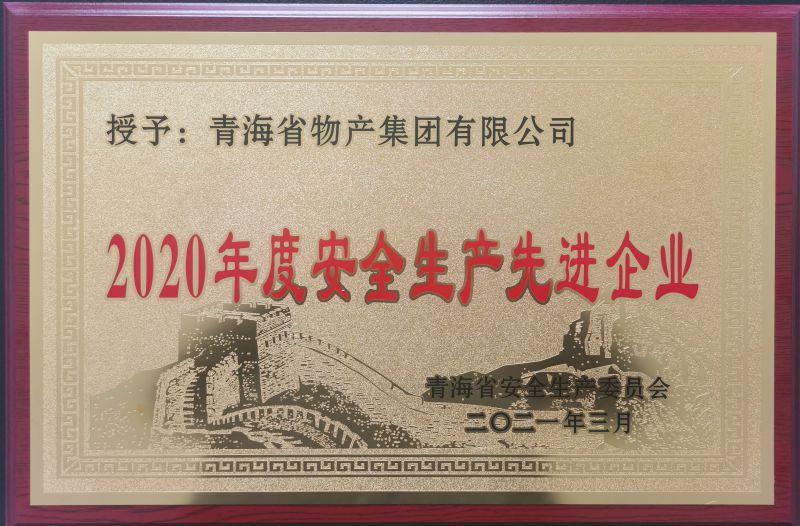 授予：青海省物产集团有限公司
2020年度安全生产先进企业
青海省安全生产委员会
二〇二一年三月